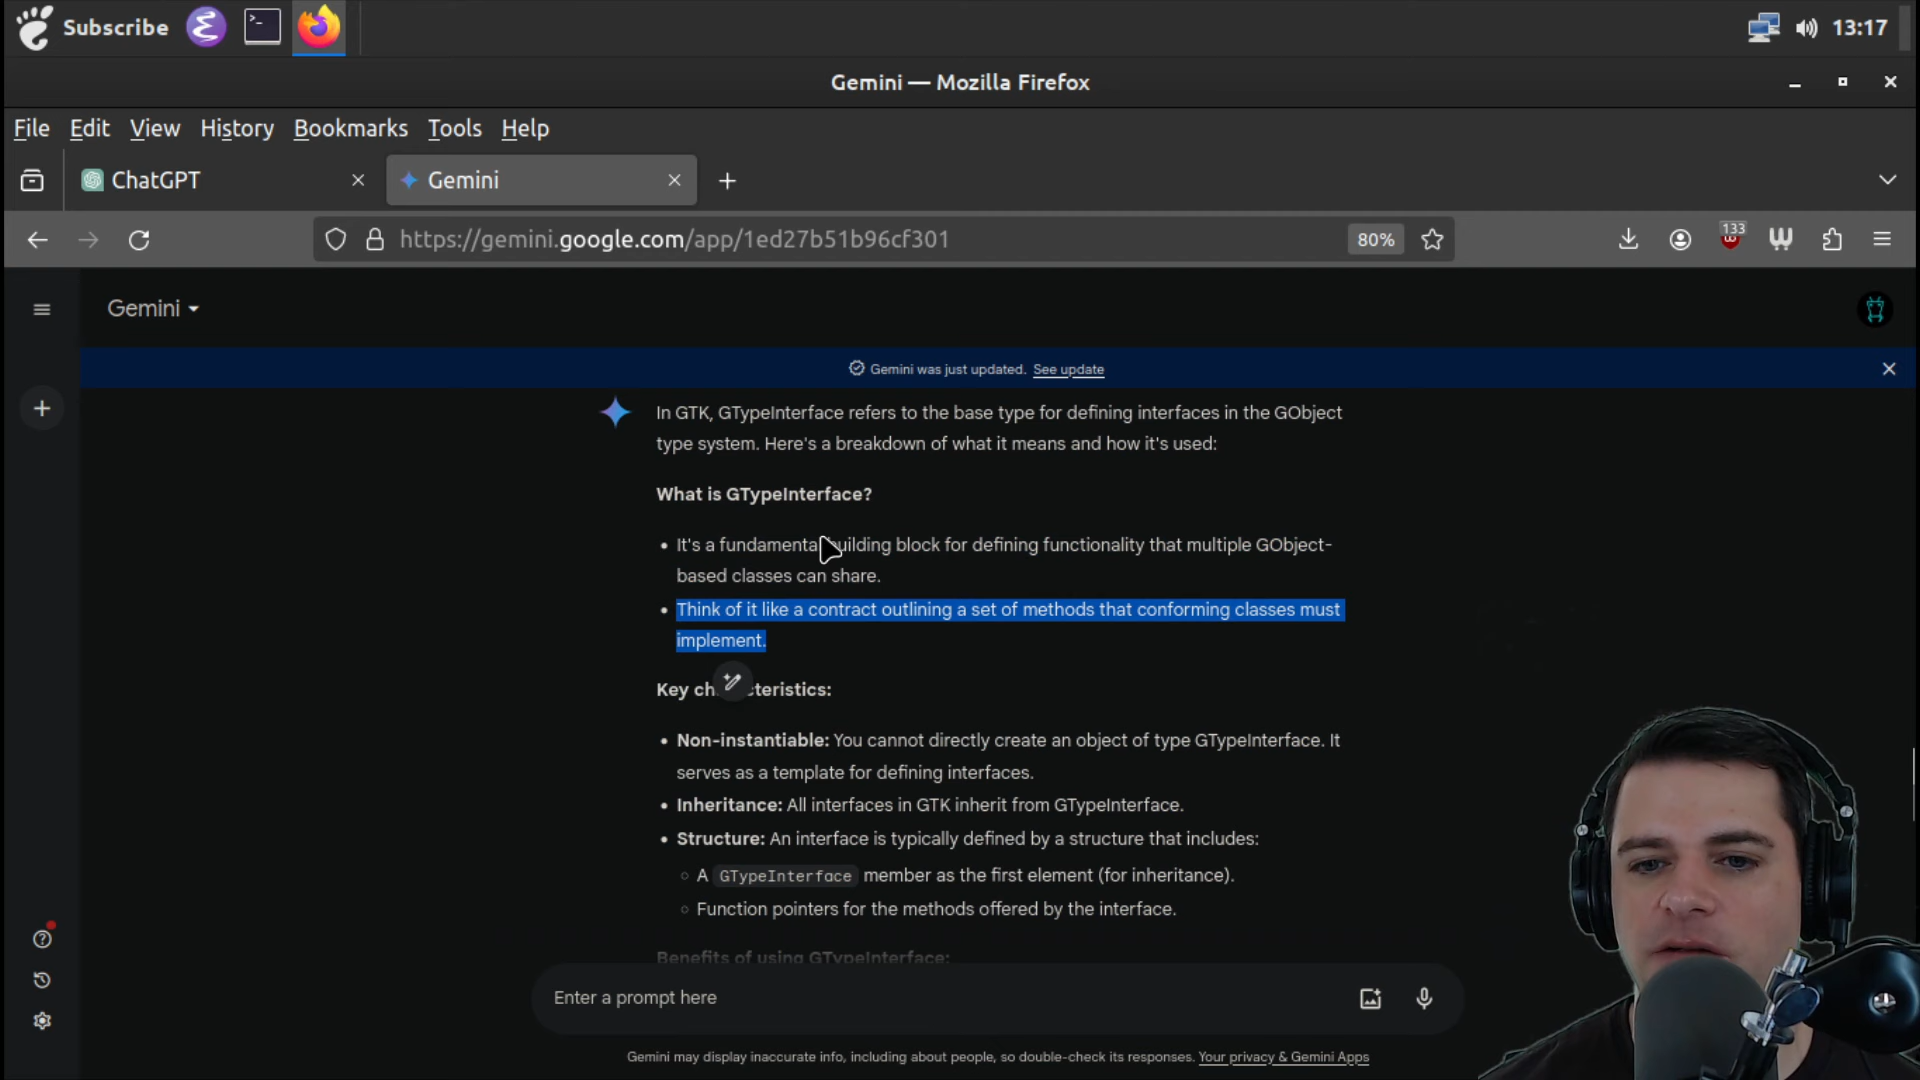 Subscribe
13:17
Gemini — Mozilla Firefox
File Edit View History Bookmarks Tools Help
ChatGPT
Gemini
https://gemini.google.com/app/1ed27b51b96cf301
80%
133
Gemini
Gemini was just updated. See update
In GTK, GTypeInterface refers to the base type for defining interfaces in the GObject
type system. Here's a breakdown of what it means and how it's used:
What is GTypeInterface?
• It's a fundamental building block for defining functionality that multiple GObject-
based classes can share.
• Think of it like a contract outlining a set of methods that conforming classes must
implement.
Key characteristics:
• Non-instantiable: You cannot directly create an object of type GTypeInterface. It
serves as a template for defining interfaces.
• Inheritance: All interfaces in GTK inherit from GTypeInterface.
• Structure: An interface is typically defined by a structure that includes:
○ A GTypeInterface member as the first element (for inheritance).
○ Function pointers for the methods offered by the interface.
Benefits of using GTypeInterface:
Enter a prompt here
Gemini may display inaccurate info, including about people, so double-check its responses. Your privacy & Gemini Apps